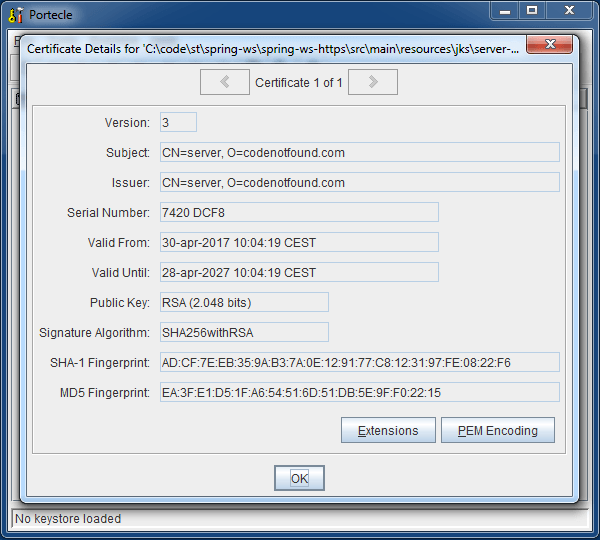 Portecle
Certificate Details for 'C:\code\st\spring-ws\spring-ws-https\src\main\resources\jks\server-...
Certificate 1 of 1
Version: 3
Subject: CN=server, O=codenotfound.com
Issuer: CN=server, O=codenotfound.com
Serial Number: 7420 DCF8
Valid From: 30-apr-2017 10:04:19 CEST
Valid Until: 28-apr-2027 10:04:19 CEST
Public Key: RSA (2.048 bits)
Signature Algorithm: SHA256withRSA
SHA-1 Fingerprint: AD:CF:7E:EB:35:9A:B3:7A:0E:12:91:77:C8:12:31:97:FE:08:22:F6
MD5 Fingerprint: EA:3F:E1:D5:1F:A6:54:51:6D:51:DB:5E:9F:F0:22:15
Extensions PEM Encoding
OK
No keystore loaded